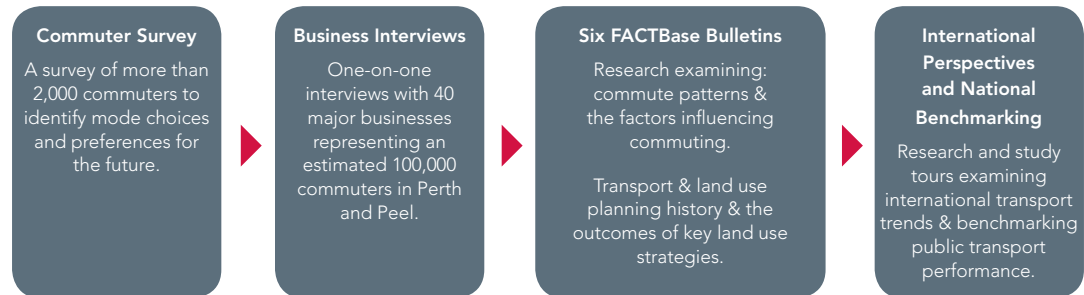 Commuter Survey
A survey of more than
2,000 commuters to
identify mode choices
and preferences for
the future.
Business Interviews
One-on-one
interviews with 40
major businesses
representing an
estimated 100,000
commuters in Perth
and Peel.
Six FACTBase Bulletins
Research examining:
commute patterns &
the factors influencing
commuting.
Transport & land use
planning history & the
outcomes of key land use
strategies.
International
Perspectives
and National
Benchmarking
Research and study
tours examining
international transport
trends & benchmarking
public transport
performance.